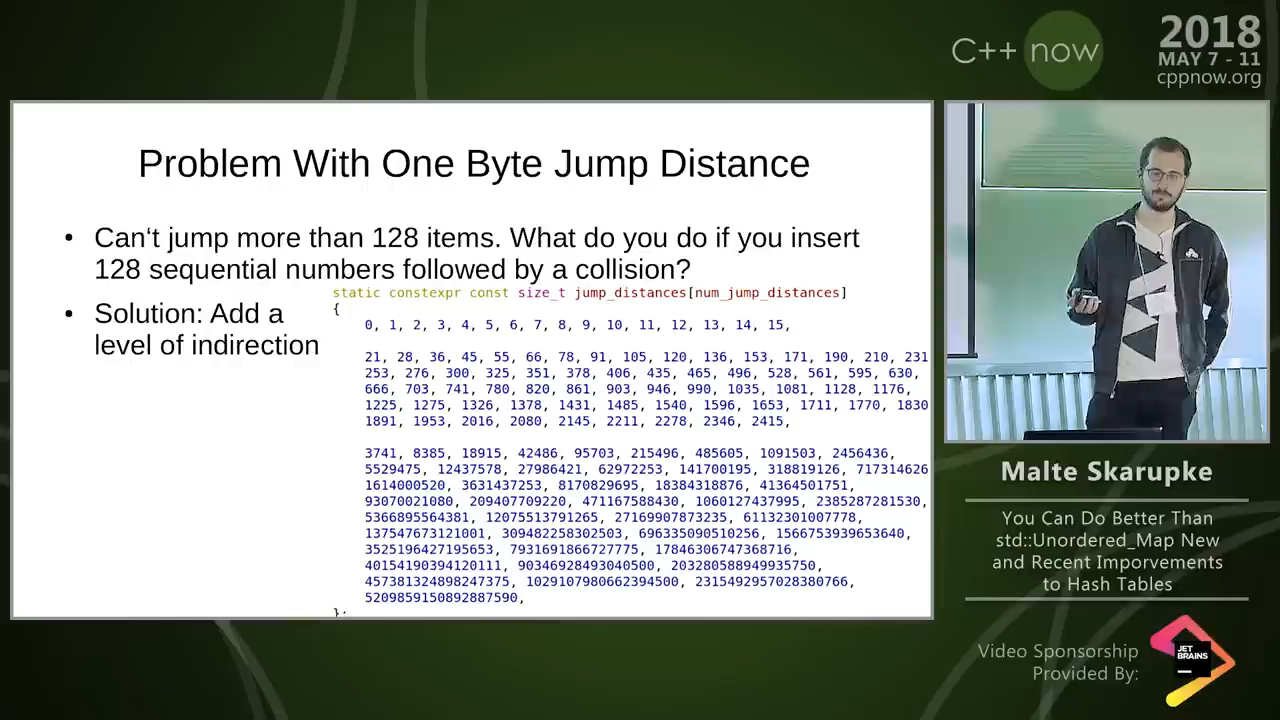 C++ now
2018
MAY 7 - 11
cppnow.org
Problem With One Byte Jump Distance
• Can't jump more than 128 items. What do you do if you insert
128 sequential numbers followed by a collision?
• Solution: Add a
level of indirection
static constexpr const size_t jump_distances[num_jump_distances]
{
0, 1, 2, 3, 4, 5, 6, 7, 8, 9, 10, 11, 12, 13, 14, 15,
21, 28, 36, 45, 55, 66, 78, 91, 105, 120, 136, 153, 171, 190, 210, 231
253, 276, 300, 325, 351, 378, 406, 435, 465, 496, 528, 561, 595, 630,
666, 703, 741, 780, 820, 861, 903, 946, 990, 1035, 1081, 1128, 1176,
1225, 1275, 1326, 1378, 1431, 1485, 1540, 1596, 1653, 1711, 1770, 1830
1891, 1953, 2016, 2080, 2145, 2211, 2278, 2346, 2415,
3741, 8385, 18915, 42486, 95703, 215496, 485605, 1091503, 2456436,
5529475, 12437578, 27986421, 62972253, 141700195, 318819126, 717314626
1614000520, 3631437253, 8170829695, 18384318876, 41364501751,
93070021080, 209407709220, 471167588430, 1060127437995, 2385287281530,
5366895564381, 12075513791265, 27169907873235, 61132301007778,
137547673121001, 309482258302503, 696335090510256, 1566753939653640,
3525196427195653, 7931691866727775, 17846306747368716,
40154190394120111, 90346928493040500, 203280588949935750,
457381324898247375, 1029107980662394500, 2315492957028380766,
5209859150892887590,
};
Malte Skarupke
You Can Do Better Than
std::Unordered_Map New
and Recent Imporvements
to Hash Tables
Video Sponsorship
Provided By:
JET
BRAINS